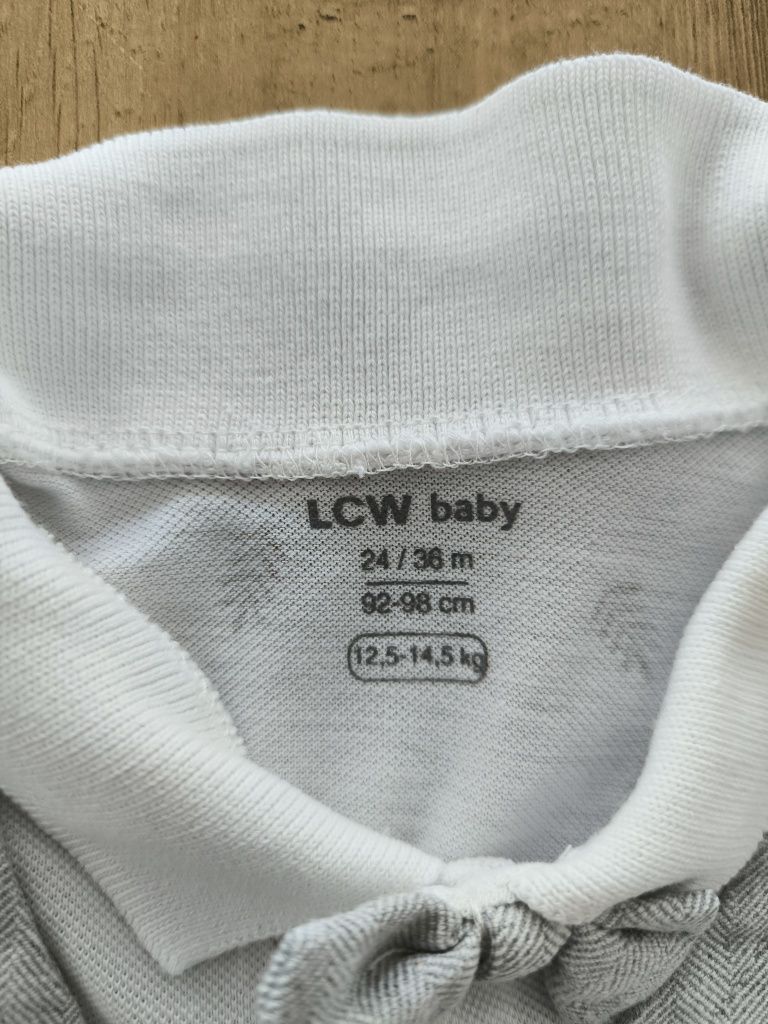 LCW baby
24 / 36 m
92-98 cm
12,5-14,5 kg